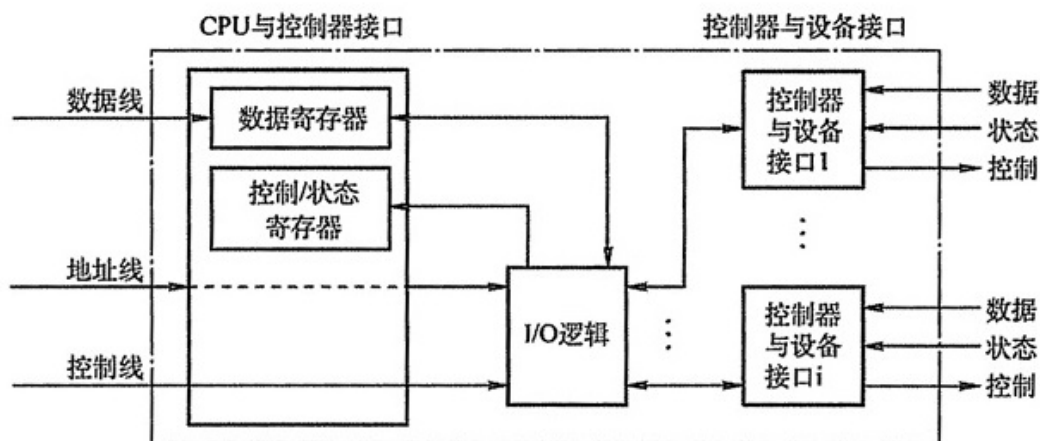 CPU与控制器接口
控制器与设备接口
数据线
数据寄存器
控制/状态
寄存器
地址线
控制线
I/O逻辑
控制器
与设备
接口1
数据
状态
控制
控制器
与设备
接口i
数据
状态
控制